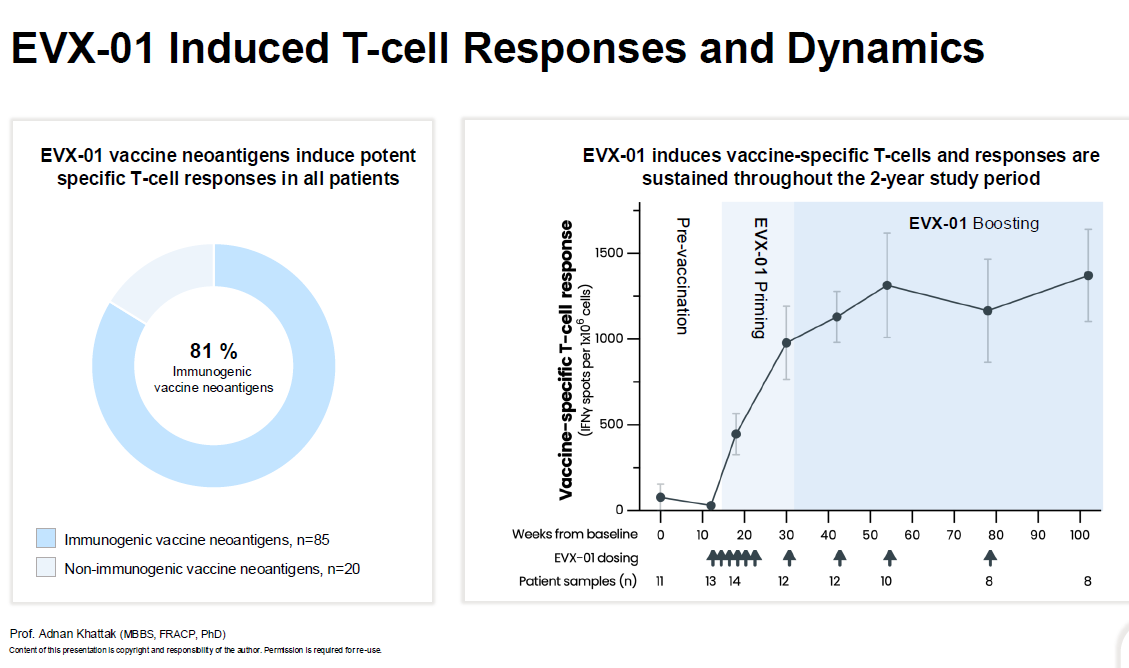 EVX-01 Induced T-cell Responses and Dynamics
EVX-01 vaccine neoantigens induce potent
specific T-cell responses in all patients
81 %
Immunogenic
vaccine neoantigens
Immunogenic vaccine neoantigens, n=85
Non-immunogenic vaccine neoantigens, n=20
EVX-01 induces vaccine-specific T-cells and responses are
sustained throughout the 2-year study period
Vaccine-specific T-cell response
(IFNγ spots per 1x10⁶ cells)
1500
1000
500
0
Pre-vaccination
EVX-01 Priming
EVX-01 Boosting
Weeks from baseline 0 10 20 30 40 50 60 70 80 90 100
EVX-01 dosing
Patient samples (n) 11 13 14 12 12 10 8 8
Prof. Adnan Khattak (MBBS, FRACP, PhD)
Content of this presentation is copyright and responsibility of the author. Permission is required for re-use.